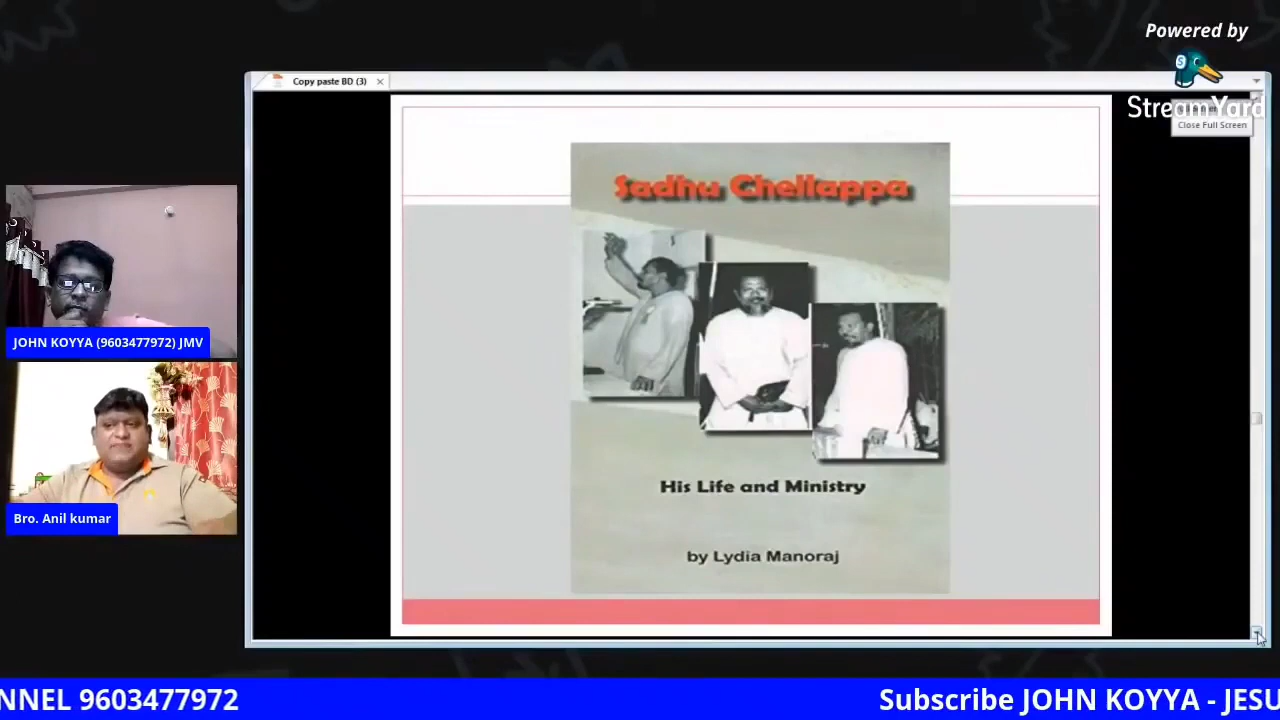 Powered by
StreamYard
Copy paste BD (3)
Close Full Screen
Sadhu Chellappa
His Life and Ministry
by Lydia Manoraj
JOHN KOYYA (9603477972) JMV
Bro. Anil kumar
NNEL 9603477972
Subscribe JOHN KOYYA - JESU